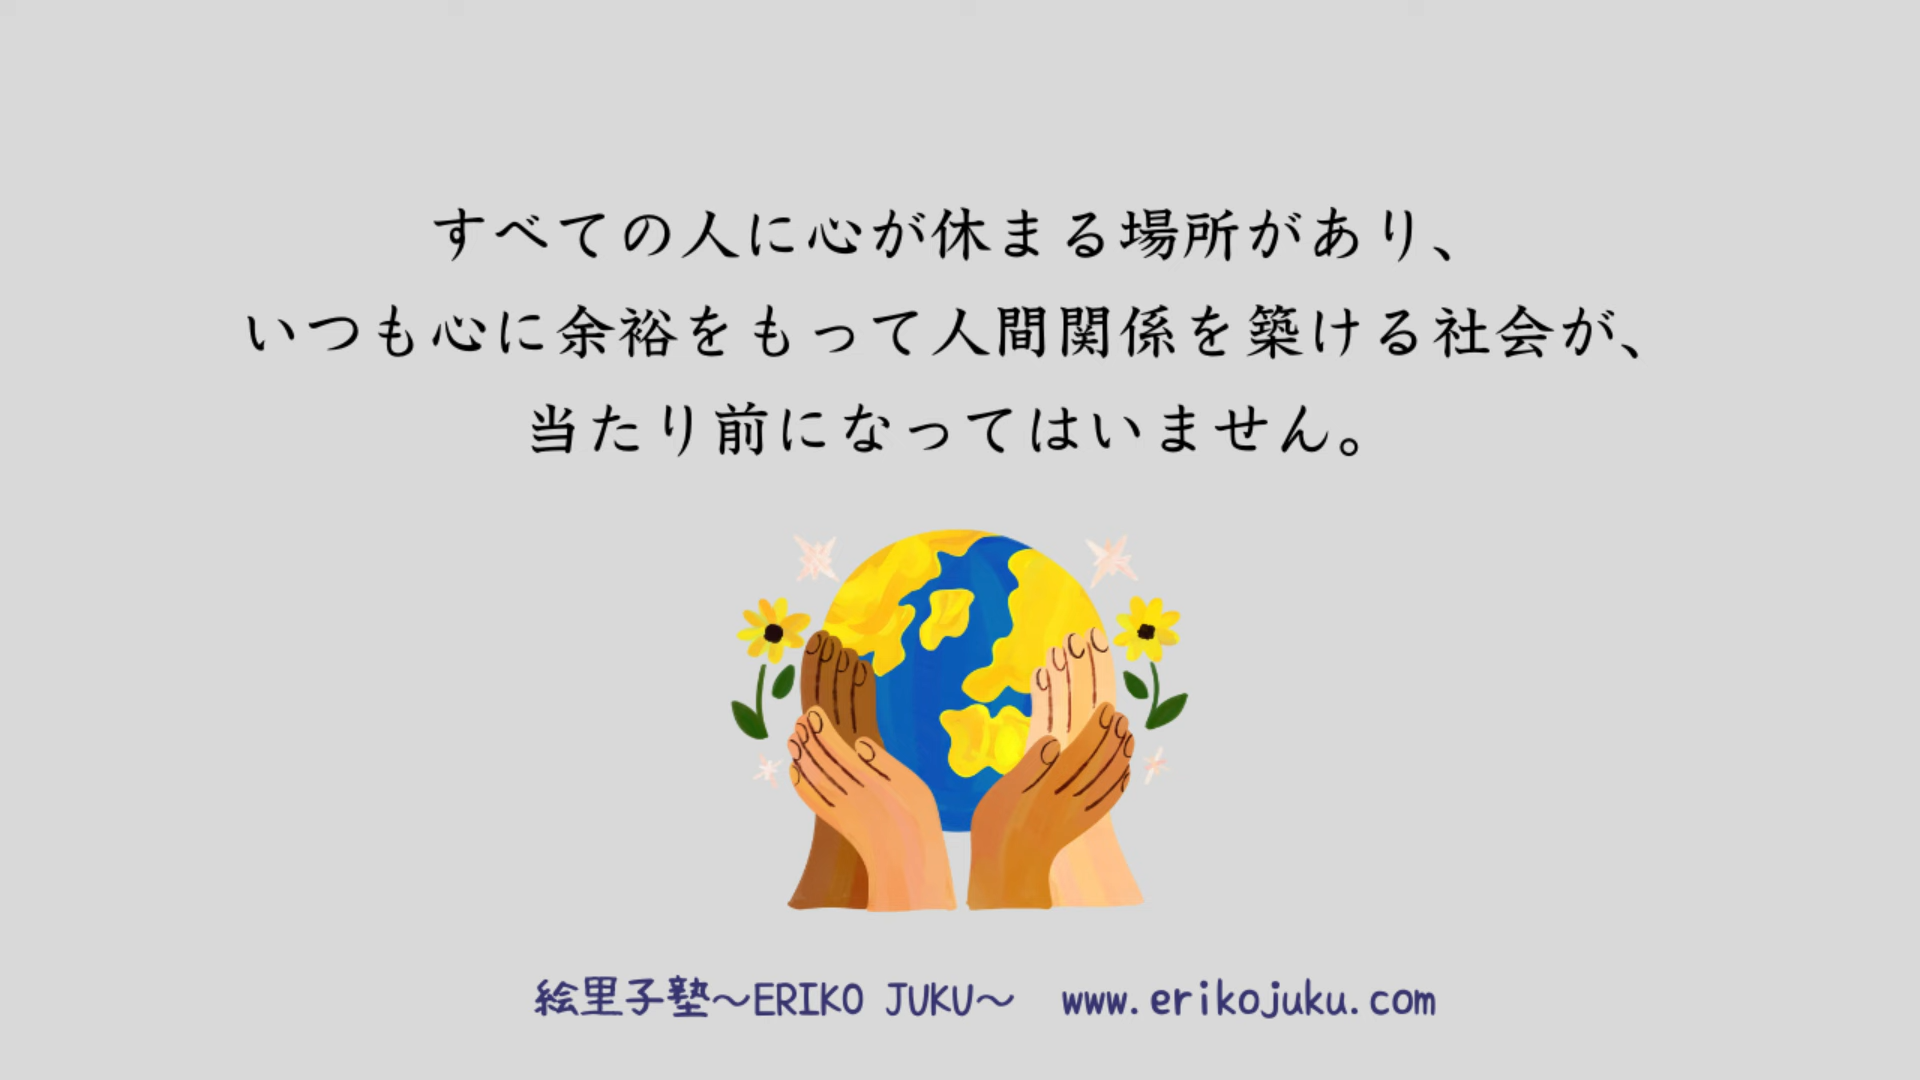 すべての人に心が休まる場所があり、
いつも心に余裕をもって人間関係を築ける社会が、
当たり前になってはいません。
絵里子塾〜ERIKO JUKU〜　www.erikojuku.com